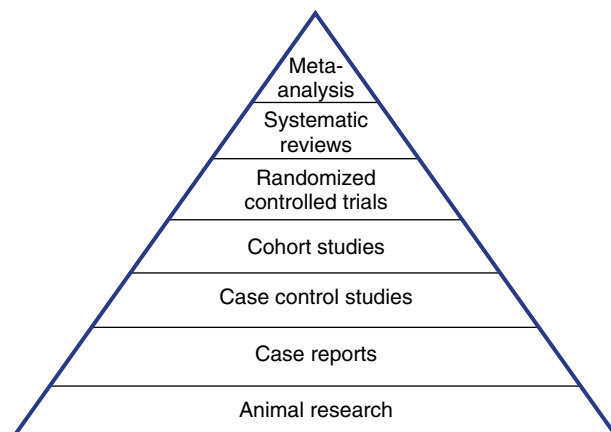 Meta-
analysis
Systematic
reviews
Randomized
controlled trials
Cohort studies
Case control studies
Case reports
Animal research